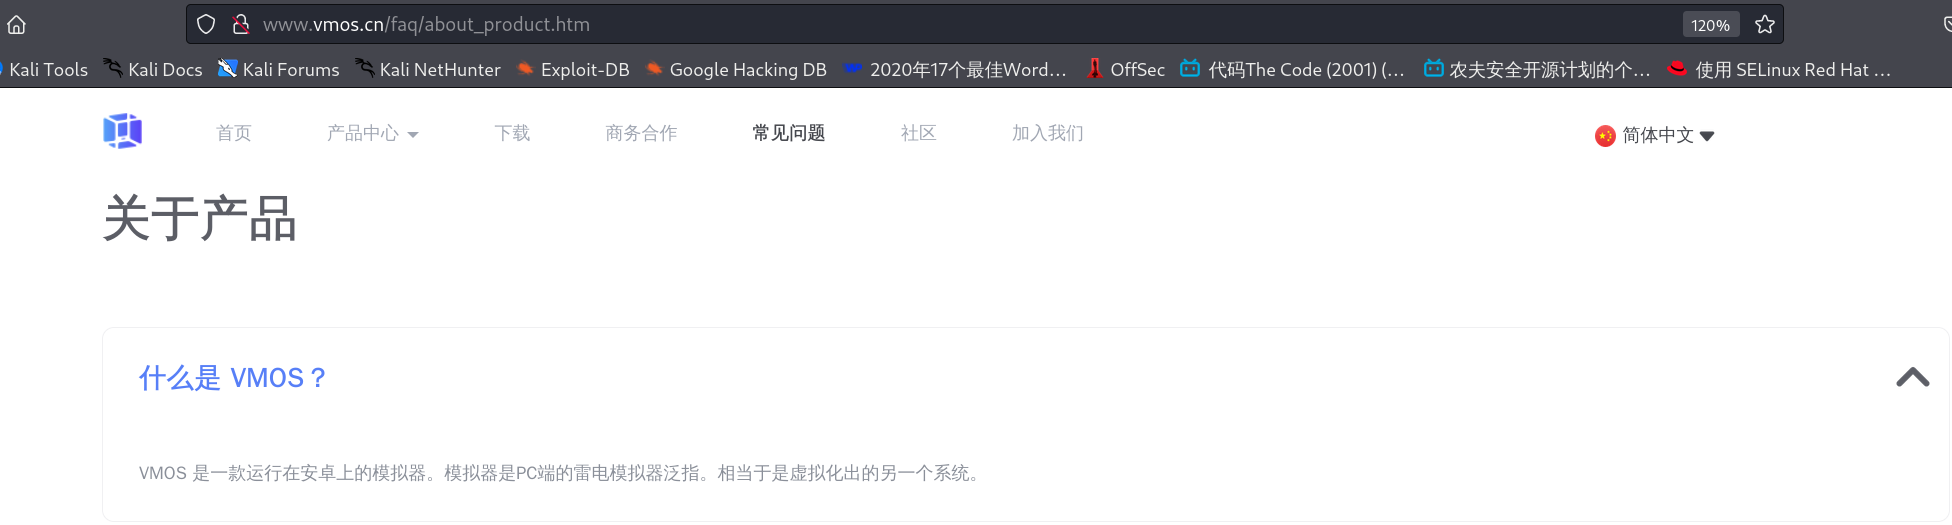 www.vmos.cn/faq/about_product.htm 120%
Kali Tools Kali Docs Kali Forums Kali NetHunter Exploit-DB Google Hacking DB 2020年17个最佳Word… OffSec 代码The Code (2001) (… 农夫安全开源计划的个… 使用 SELinux Red Hat …
首页 产品中心 下载 商务合作 常见问题 社区 加入我们 简体中文
关于产品
什么是 VMOS？
VMOS 是一款运行在安卓上的模拟器。模拟器是PC端的雷电模拟器泛指。相当于是虚拟化出的另一个系统。